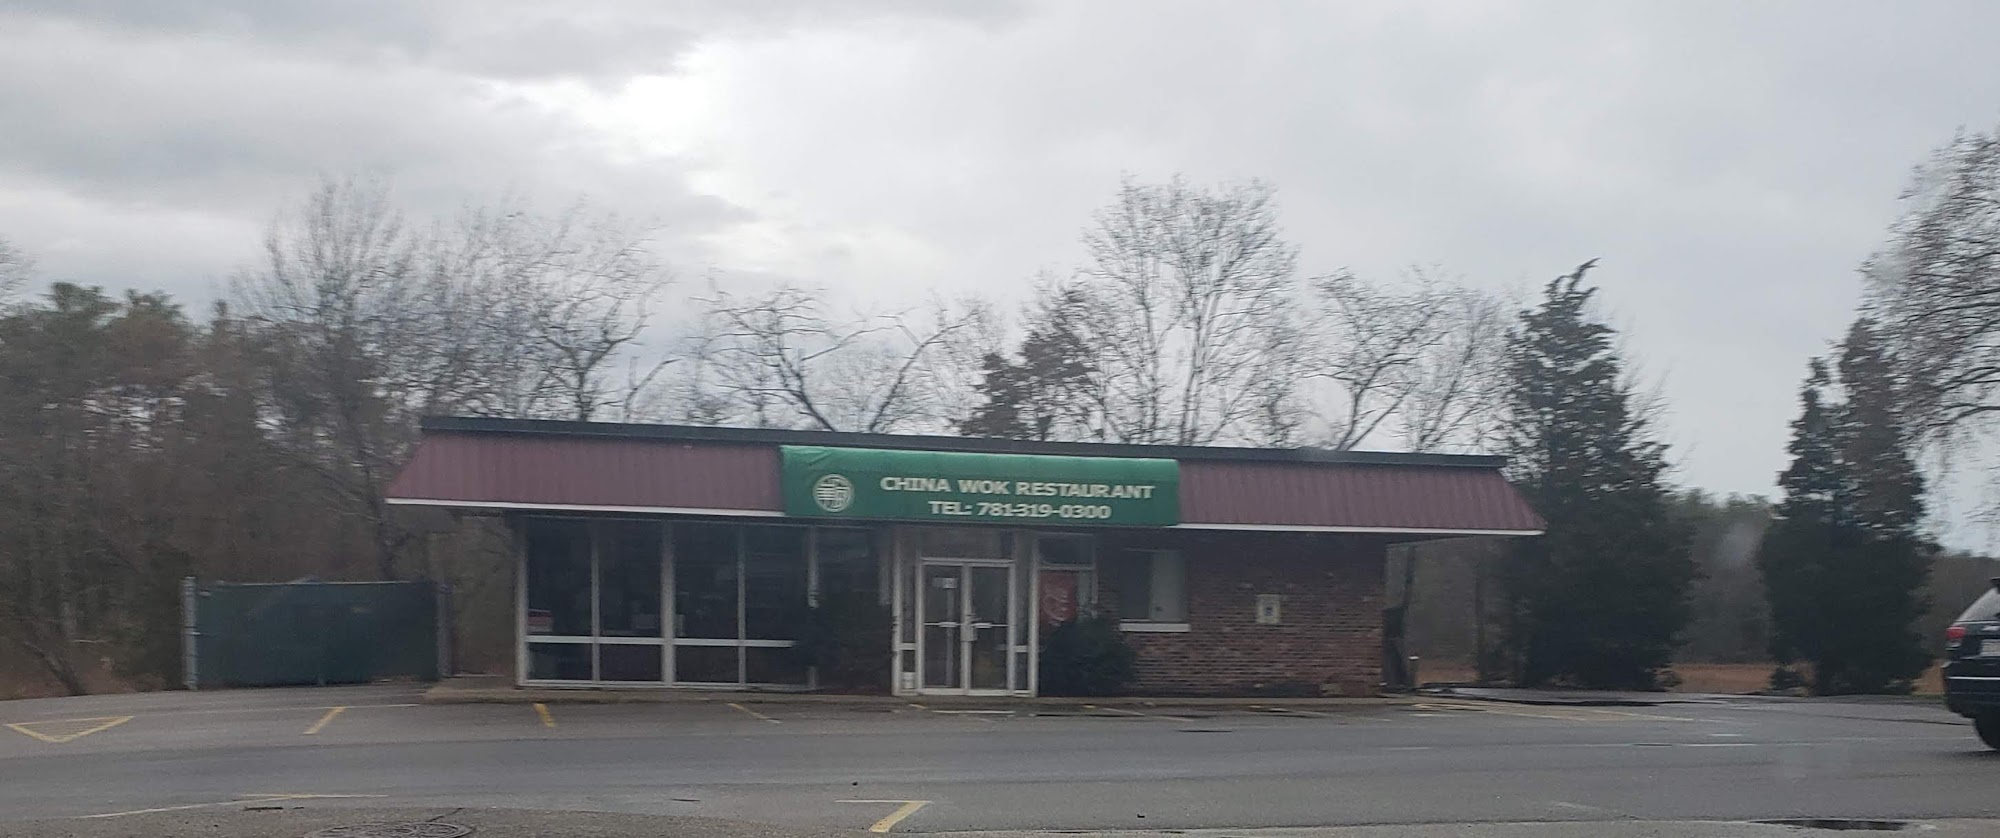 CHINA WOK RESTAURANT
TEL: 781-319-0300